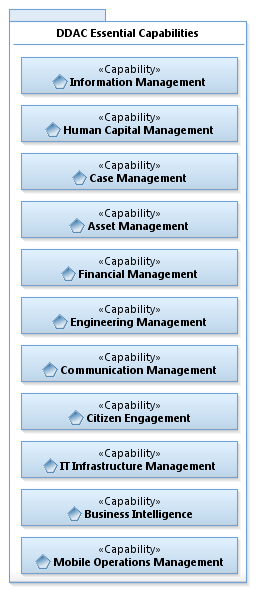 DDAC Essential Capabilities
«Capability»
Information Management
«Capability»
Human Capital Management
«Capability»
Case Management
«Capability»
Asset Management
«Capability»
Financial Management
«Capability»
Engineering Management
«Capability»
Communication Management
«Capability»
Citizen Engagement
«Capability»
IT Infrastructure Management
«Capability»
Business Intelligence
«Capability»
Mobile Operations Management